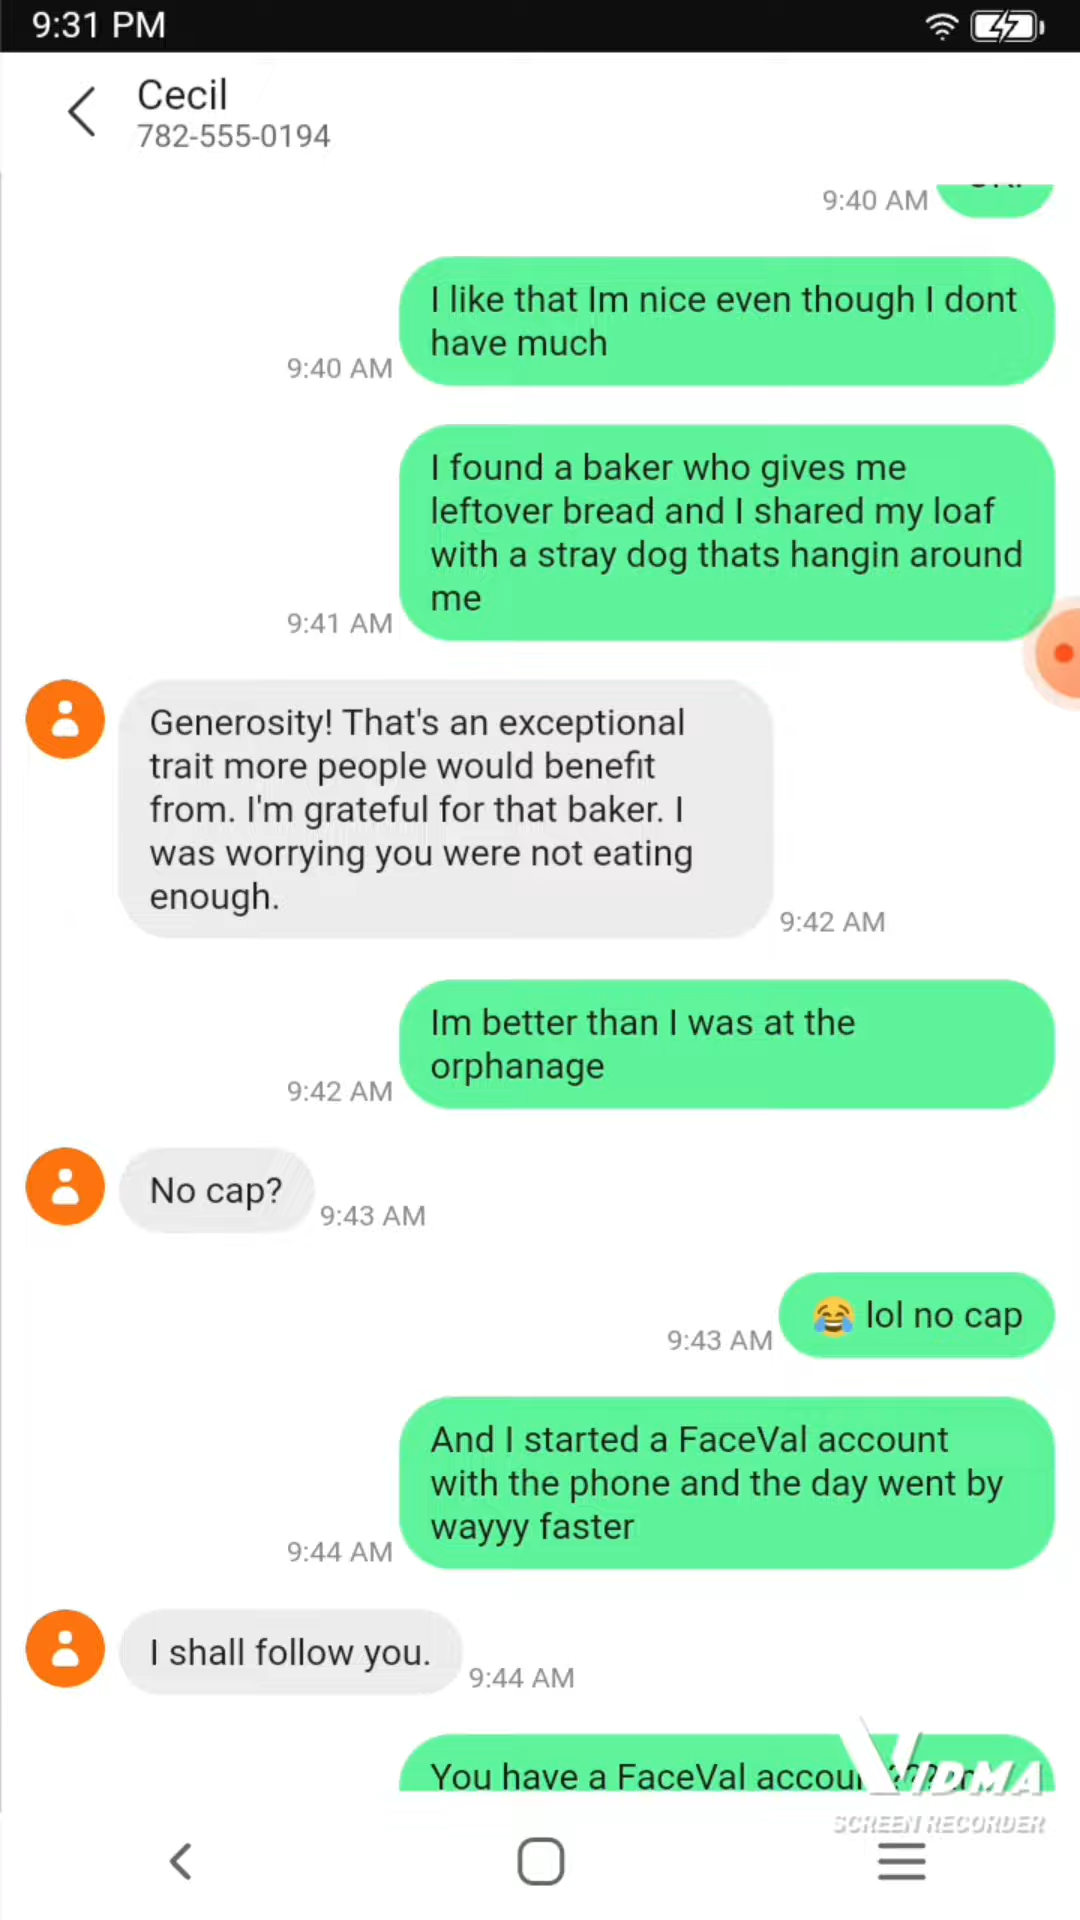 9:31 PM
Cecil
782-555-0194
9:40 AM
I like that Im nice even though I dont
have much
9:40 AM
I found a baker who gives me
leftover bread and I shared my loaf
with a stray dog thats hangin around
me
9:41 AM
Generosity! That's an exceptional
trait more people would benefit
from. I'm grateful for that baker. I
was worrying you were not eating
enough.
9:42 AM
Im better than I was at the
orphanage
9:42 AM
No cap?
9:43 AM
😂 lol no cap
9:43 AM
And I started a FaceVal account
with the phone and the day went by
wayyy faster
9:44 AM
I shall follow you.
9:44 AM
You have a FaceVal
VIDMA
SCREEN RECORDER